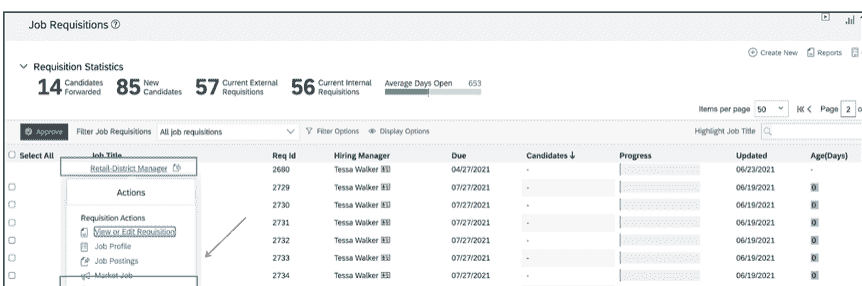 Job Requisitions
Create New Reports
Requisition Statistics
14 Candidates Forwarded 85 New Candidates 57 Current External Requisitions 56 Current Internal Requisitions Average Days Open 653
Items per page 50 Page 2
Approve Filter Job Requisitions All job requisitions Filter Options Display Options Highlight Job Title
Select All Job Title Req Id Hiring Manager Due Candidates ↓ Progress Updated Age(Days)
Retail-District Manager 2680 Tessa Walker 04/27/2021 - 06/23/2021 -
Actions 2729 Tessa Walker 07/27/2021 - 06/19/2021 0
2730 Tessa Walker 07/27/2021 - 06/19/2021 0
Requisition Actions 2731 Tessa Walker 07/27/2021 - 06/19/2021 0
View or Edit Requisition
Job Profile 2732 Tessa Walker 07/27/2021 - 06/19/2021 0
Job Postings 2733 Tessa Walker 07/27/2021 - 06/19/2021 0
Market Job 2734 Tessa Walker 07/27/2021 - 06/19/2021 0